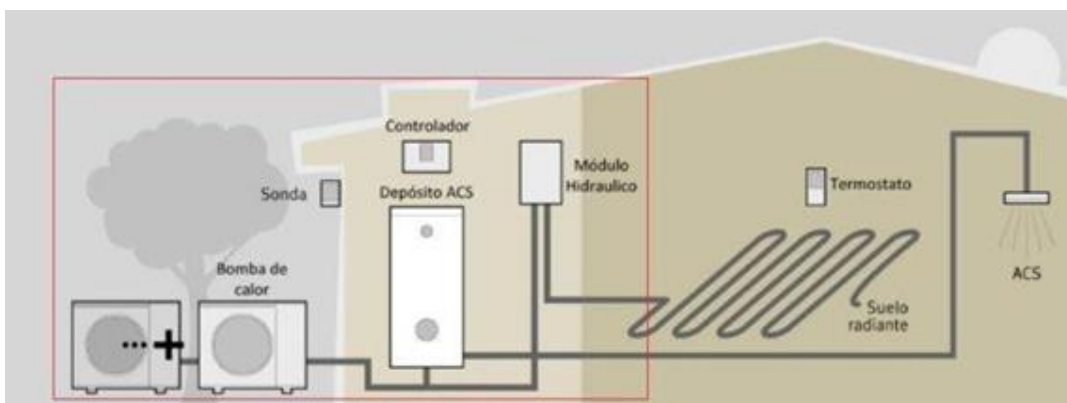 Controlador
Módulo
Hidraulico
Sonda
Depósito ACS
Termostato
Bomba de
calor
ACS
Suelo
radiante